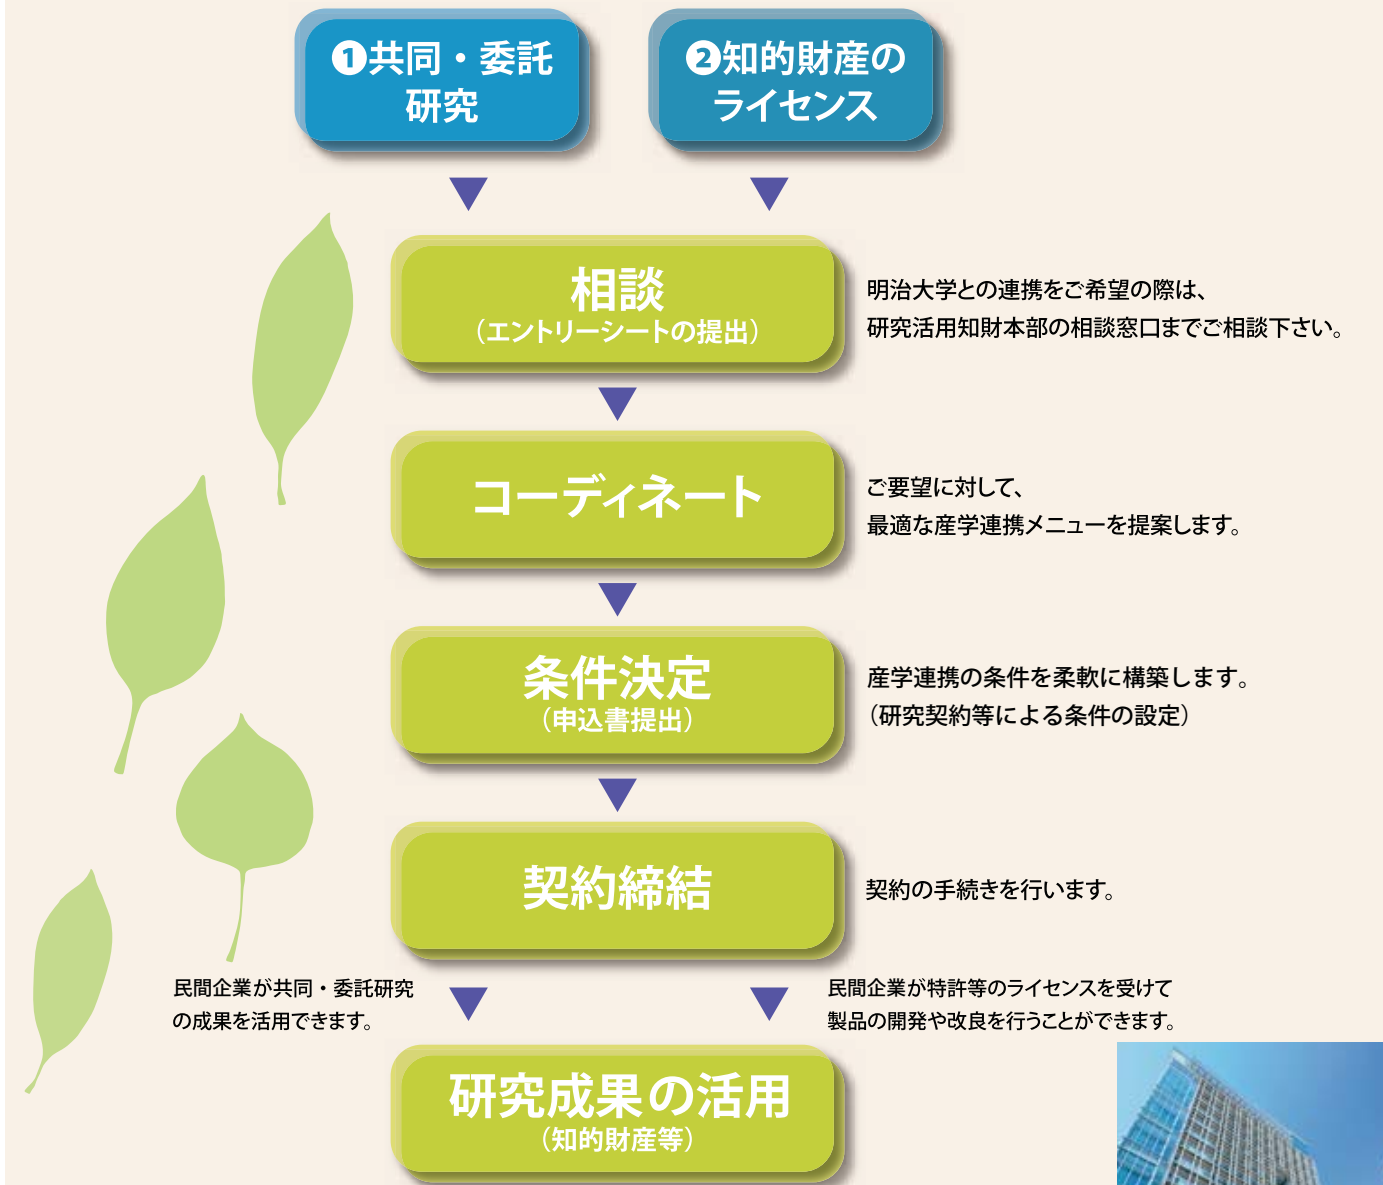 ❶共同・委託
研究
❷知的財産の
ライセンス
相談
（エントリーシートの提出）
明治大学との連携をご希望の際は、
研究活用知財本部の相談窓口までご相談下さい。
コーディネート
ご要望に対して、
最適な産学連携メニューを提案します。
条件決定
（申込書提出）
産学連携の条件を柔軟に構築します。
（研究契約等による条件の設定）
契約締結
契約の手続きを行います。
民間企業が共同・委託研究
の成果を活用できます。
民間企業が特許等のライセンスを受けて
製品の開発や改良を行うことができます。
研究成果の活用
（知的財産等）